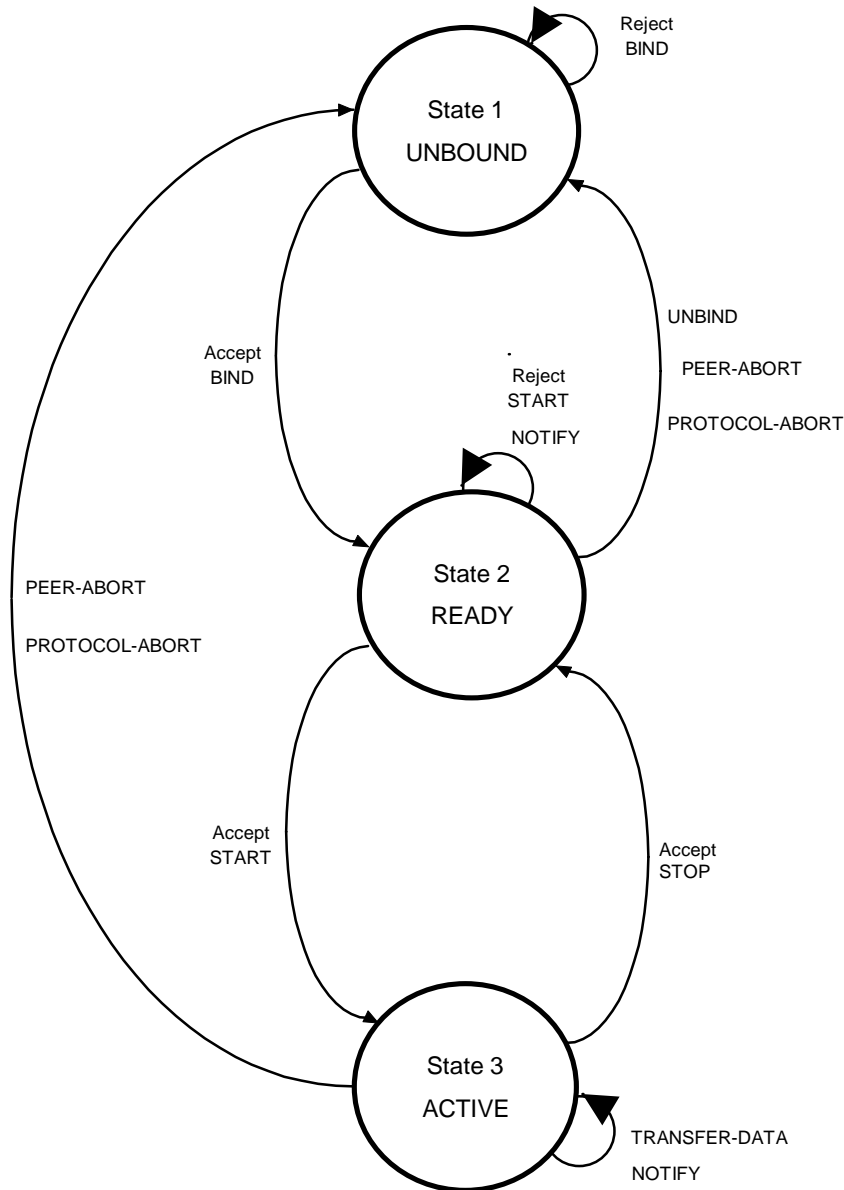 Reject
BIND
State 1
UNBOUND
UNBIND
Accept
BIND
PEER-ABORT
Reject
START
PROTOCOL-ABORT
NOTIFY
State 2
READY
PEER-ABORT
PROTOCOL-ABORT
Accept
START
Accept
STOP
State 3
ACTIVE
TRANSFER-DATA
NOTIFY